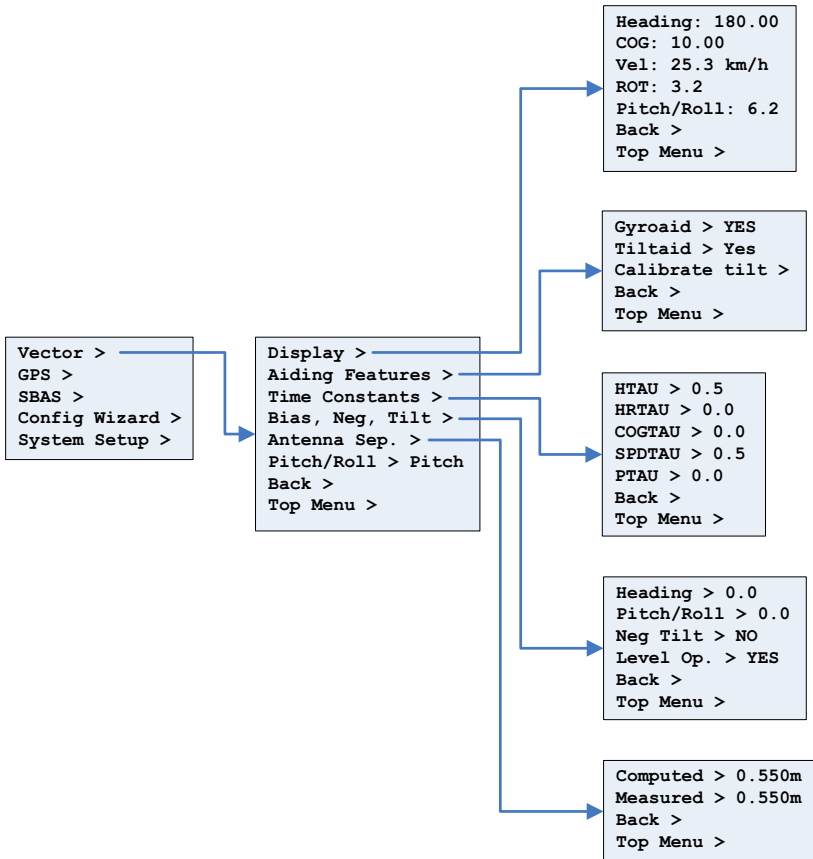 Vector >
GPS >
SBAS >
Config Wizard >
System Setup >
Display >
Aiding Features >
Time Constants >
Bias, Neg, Tilt >
Antenna Sep. >
Pitch/Roll > Pitch
Back >
Top Menu >
Heading: 180.00
COG: 10.00
Vel: 25.3 km/h
ROT: 3.2
Pitch/Roll: 6.2
Back >
Top Menu >
Gyroaid > YES
Tiltaid > Yes
Calibrate tilt >
Back >
Top Menu >
HTAU > 0.5
HRTAU > 0.0
COGTAU > 0.0
SPDTAU > 0.5
PTAU > 0.0
Back >
Top Menu >
Heading > 0.0
Pitch/Roll > 0.0
Neg Tilt > NO
Level Op. > YES
Back >
Top Menu >
Computed > 0.550m
Measured > 0.550m
Back >
Top Menu >